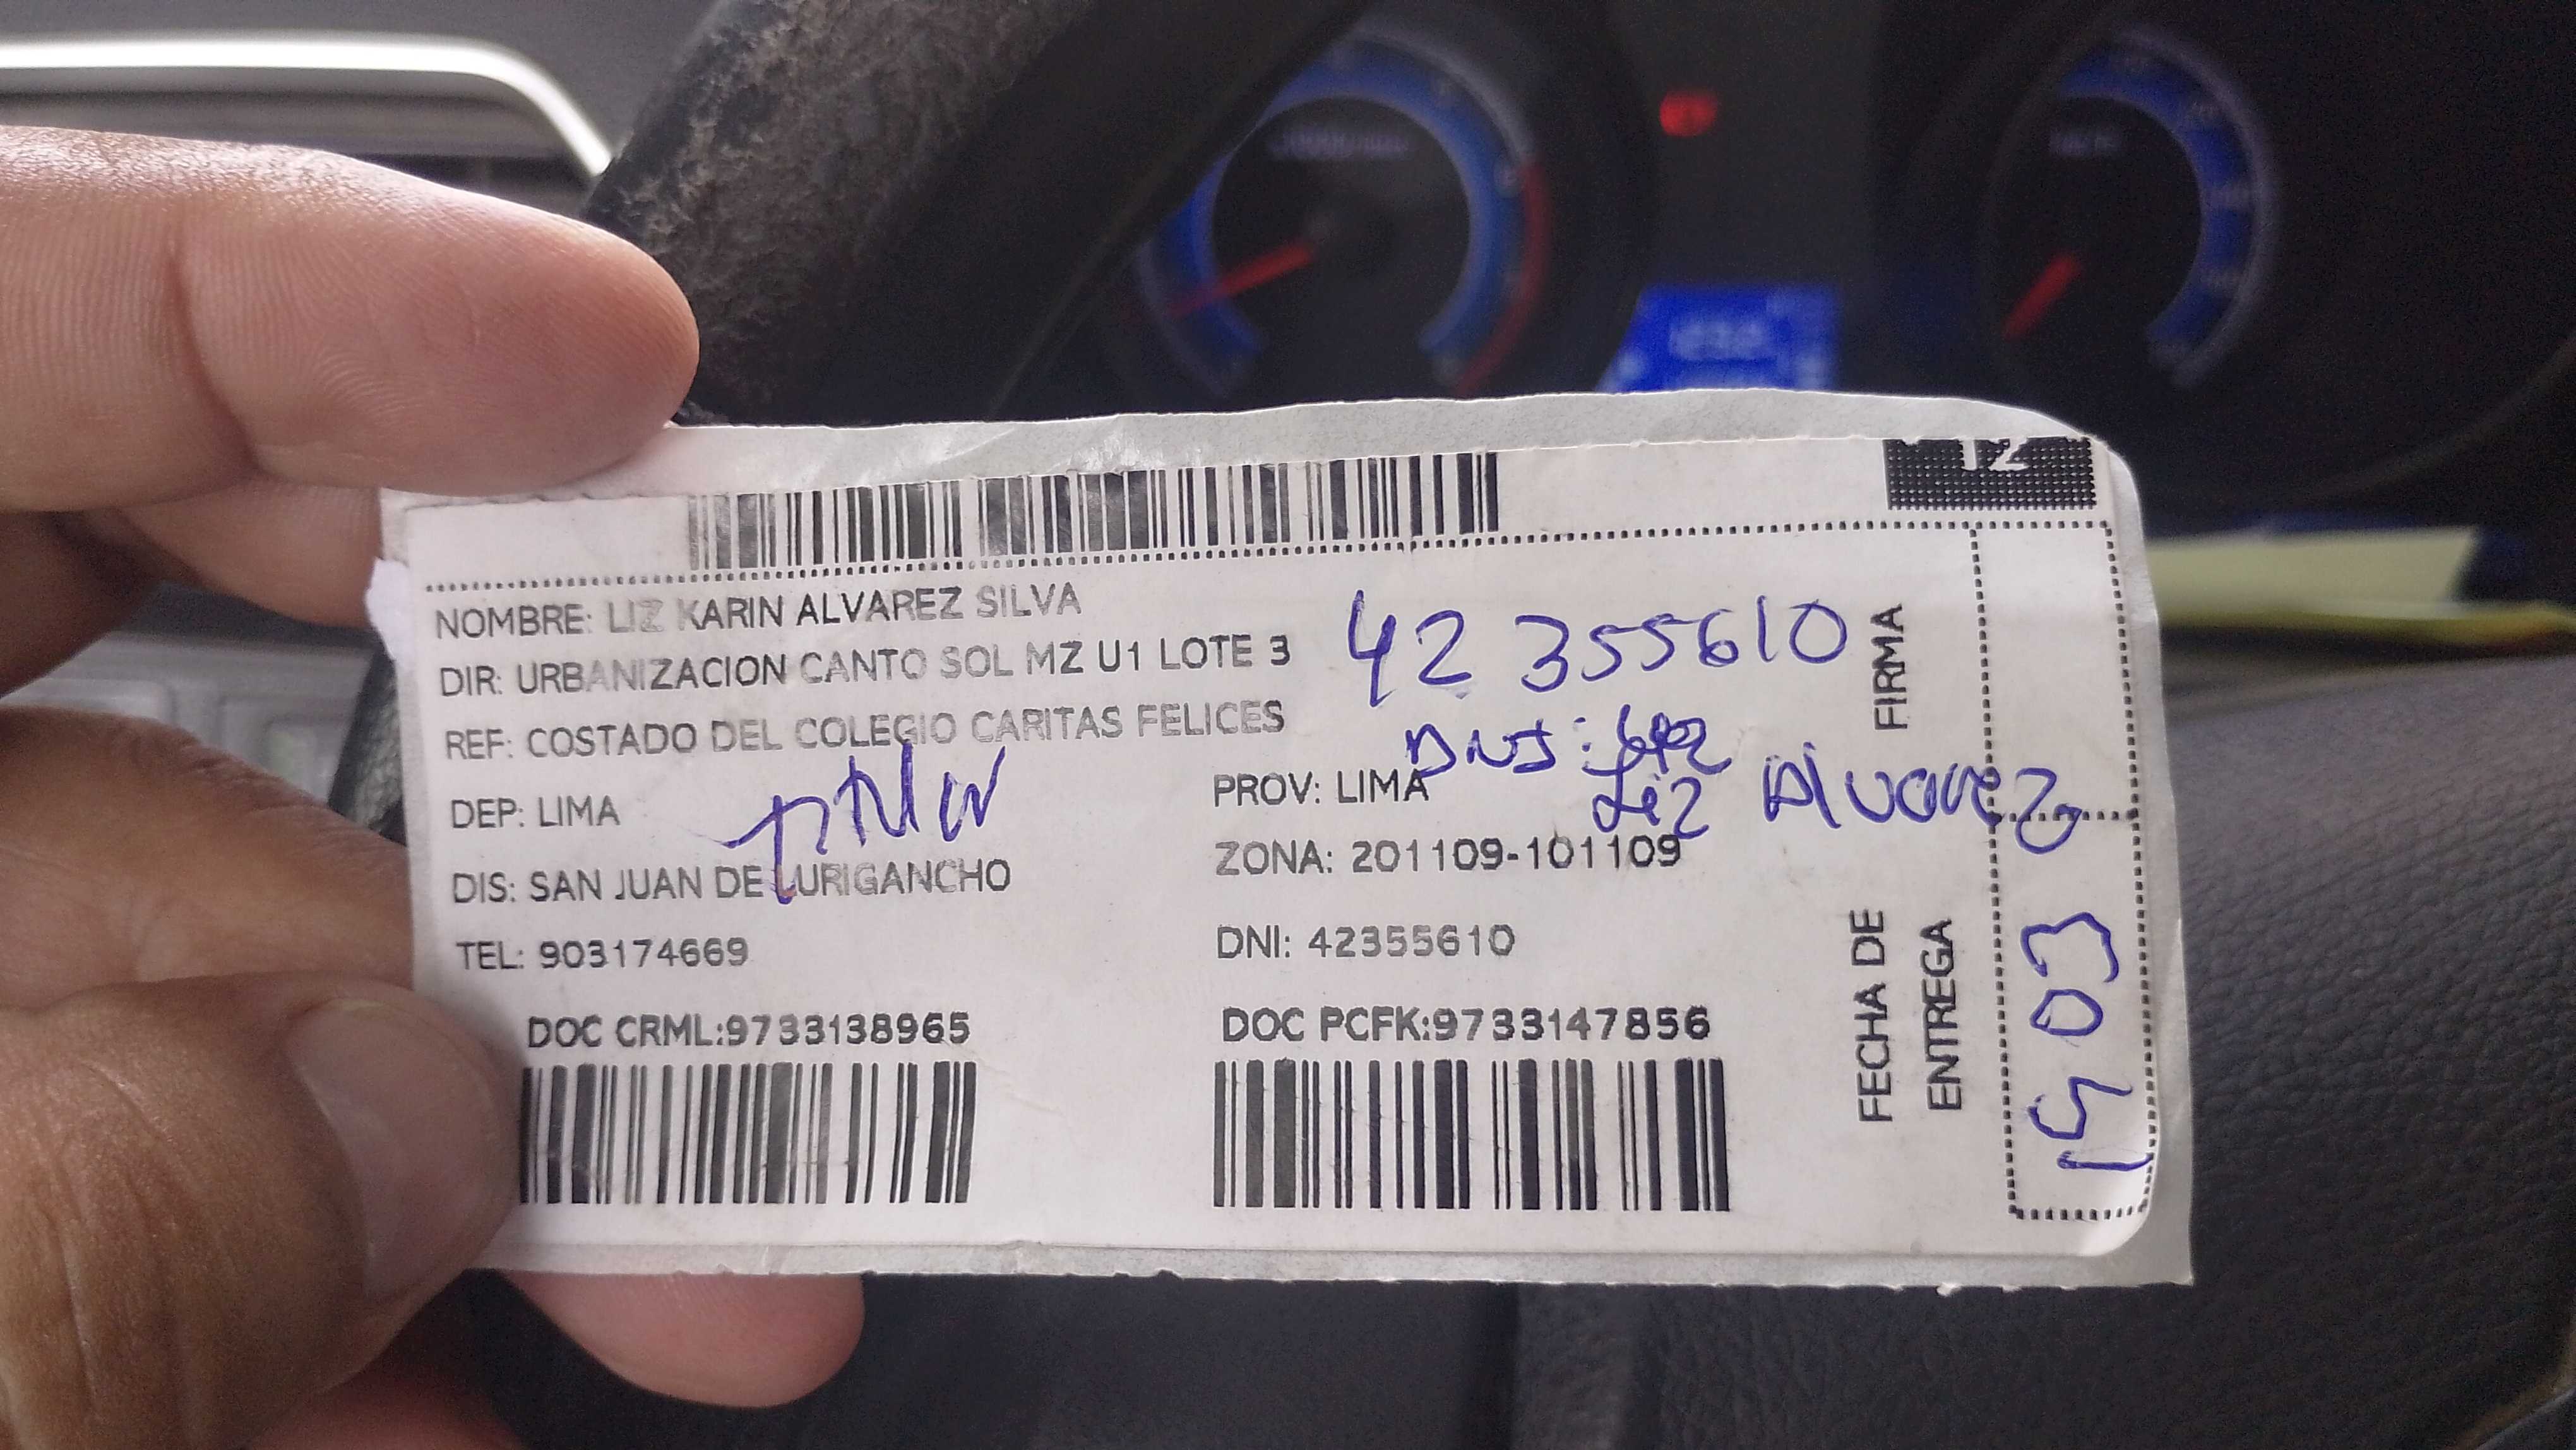 12
NOMBRE: LIZ KARIN ALVAREZ SILVA
DIR: URBANIZACION CANTO SOL MZ U1 LOTE 3
42355610
FIRMA
REF: COSTADO DEL COLEGIO CARITAS FELICES
DNI:
Liz Alvarez
DEP: LIMA
titular
PROV: LIMA
DIS: SAN JUAN DE LURIGANCHO
ZONA: 201109-101109
TEL: 903174669
DNI: 42355610
FECHA DE
ENTREGA
DOC CRML:9733138965
DOC PCFK:9733147856